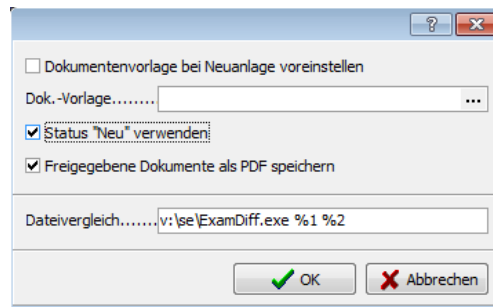 ?
Dokumentenvorlage bei Neuanlage voreinstellen
Dok.-Vorlage........ ...
Status "Neu" verwenden
Freigegebene Dokumente als PDF speichern
Dateivergleich....... v:\se\ExamDiff.exe %1 %2
OK Abbrechen